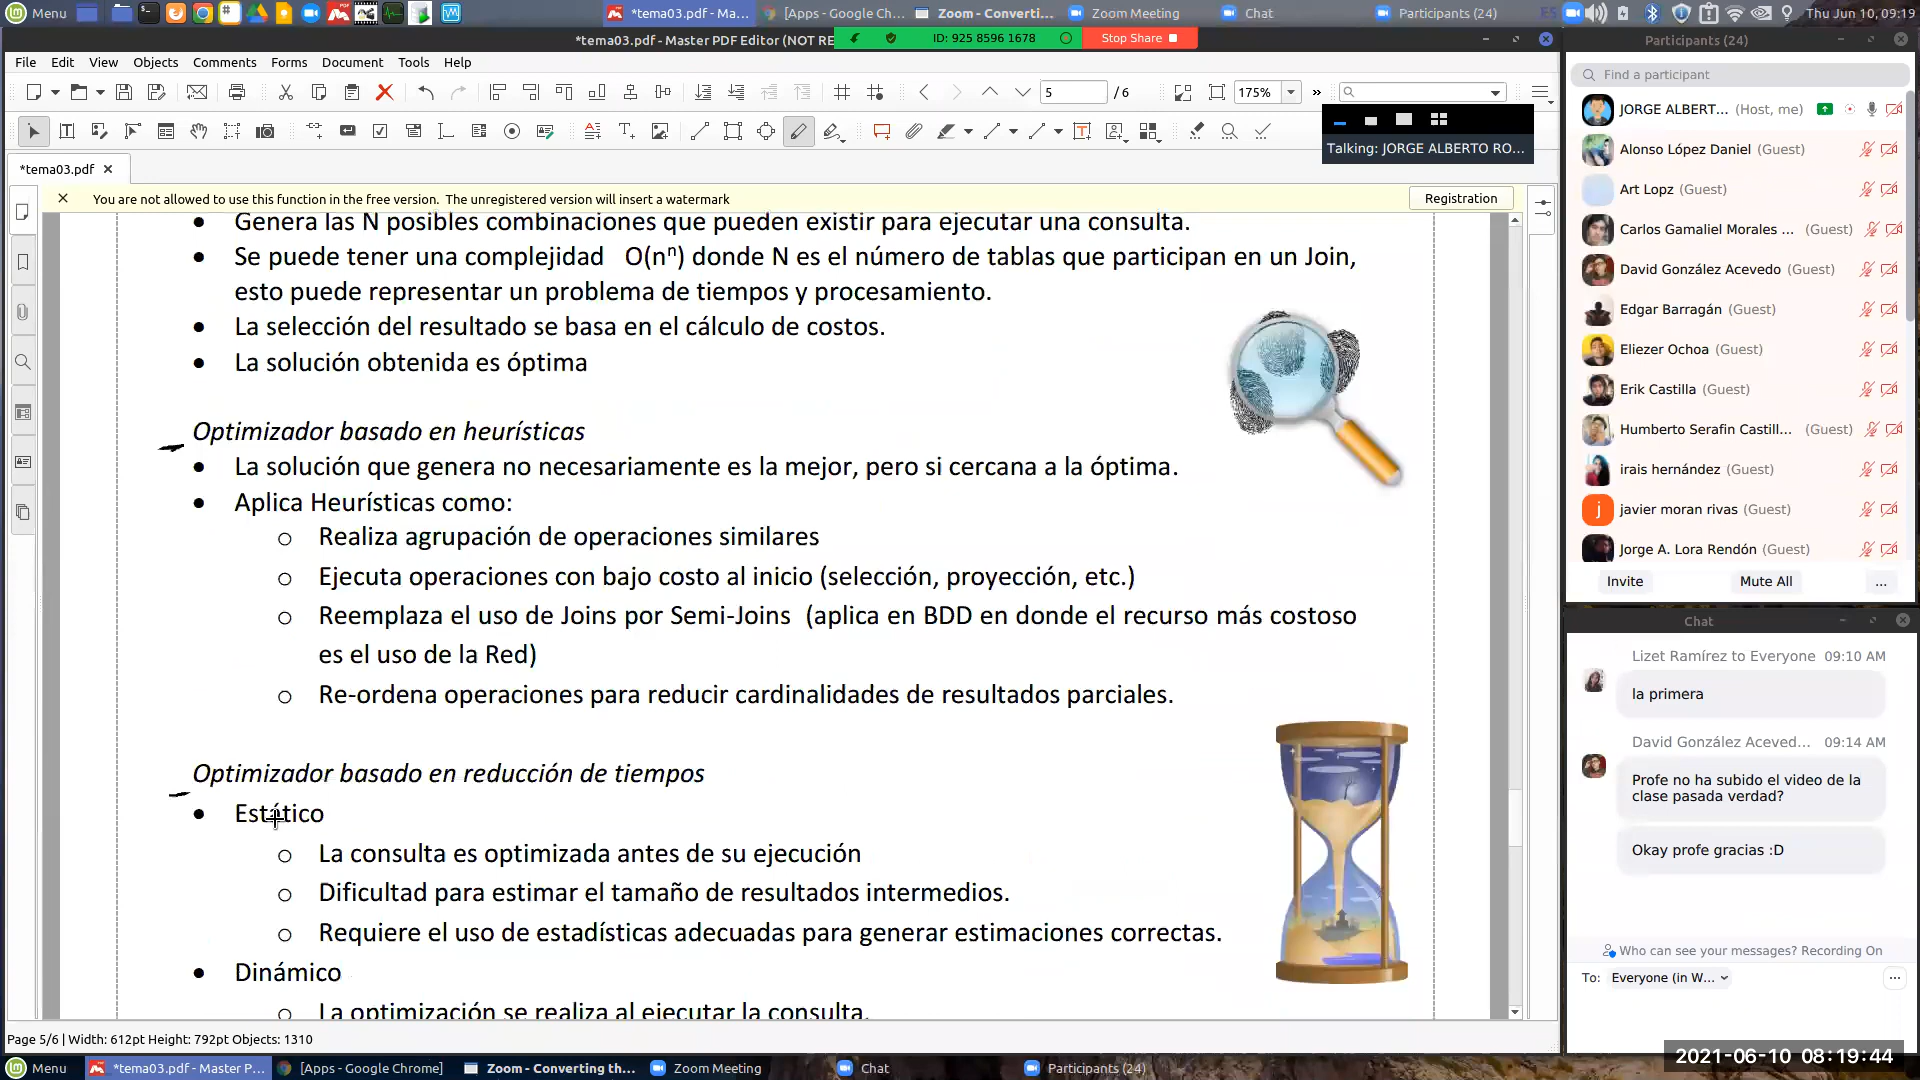 Menu
*tema03.pdf - Ma...
[Apps - Google Ch...
Zoom - Converti...
Zoom Meeting
Chat
Participants (24)
Thu Jun 10, 09:19
*tema03.pdf - Master PDF Editor (NOT RE
ID: 925 8596 1678
Stop Share
File Edit View Objects Comments Forms Document Tools Help
5 / 6
175%
Talking: JORGE ALBERTO RO...
*tema03.pdf
You are not allowed to use this function in the free version. The unregistered version will insert a watermark
Registration
• Genera las N posibles combinaciones que pueden existir para ejecutar una consulta.
• Se puede tener una complejidad O(nⁿ) donde N es el número de tablas que participan en un Join,
esto puede representar un problema de tiempos y procesamiento.
• La selección del resultado se basa en el cálculo de costos.
• La solución obtenida es óptima
Optimizador basado en heurísticas
• La solución que genera no necesariamente es la mejor, pero si cercana a la óptima.
• Aplica Heurísticas como:
o Realiza agrupación de operaciones similares
o Ejecuta operaciones con bajo costo al inicio (selección, proyección, etc.)
o Reemplaza el uso de Joins por Semi-Joins (aplica en BDD en donde el recurso más costoso
es el uso de la Red)
o Re-ordena operaciones para reducir cardinalidades de resultados parciales.
Optimizador basado en reducción de tiempos
• Estático
o La consulta es optimizada antes de su ejecución
o Dificultad para estimar el tamaño de resultados intermedios.
o Requiere el uso de estadísticas adecuadas para generar estimaciones correctas.
• Dinámico
o La optimización se realiza al ejecutar la consulta.
Page 5/6 | Width: 612pt Height: 792pt Objects: 1310
Participants (24)
Find a participant
JORGE ALBERT... (Host, me)
Alonso López Daniel (Guest)
Art Lopz (Guest)
Carlos Gamaliel Morales ... (Guest)
David González Acevedo (Guest)
Edgar Barragán (Guest)
Eliezer Ochoa (Guest)
Erik Castilla (Guest)
Humberto Serafin Castill... (Guest)
irais hernández (Guest)
j javier moran rivas (Guest)
Jorge A. Lora Rendón (Guest)
Invite
Mute All
...
Chat
Lizet Ramírez to Everyone 09:10 AM
la primera
David González Aceved... 09:14 AM
Profe no ha subido el video de la
clase pasada verdad?
Okay profe gracias :D
Who can see your messages? Recording On
To: Everyone (in W...
Menu
*tema03.pdf - Master P...
[Apps - Google Chrome]
Zoom - Converting th...
Zoom Meeting
Chat
Participants (24)
2021-06-10 08:19:44